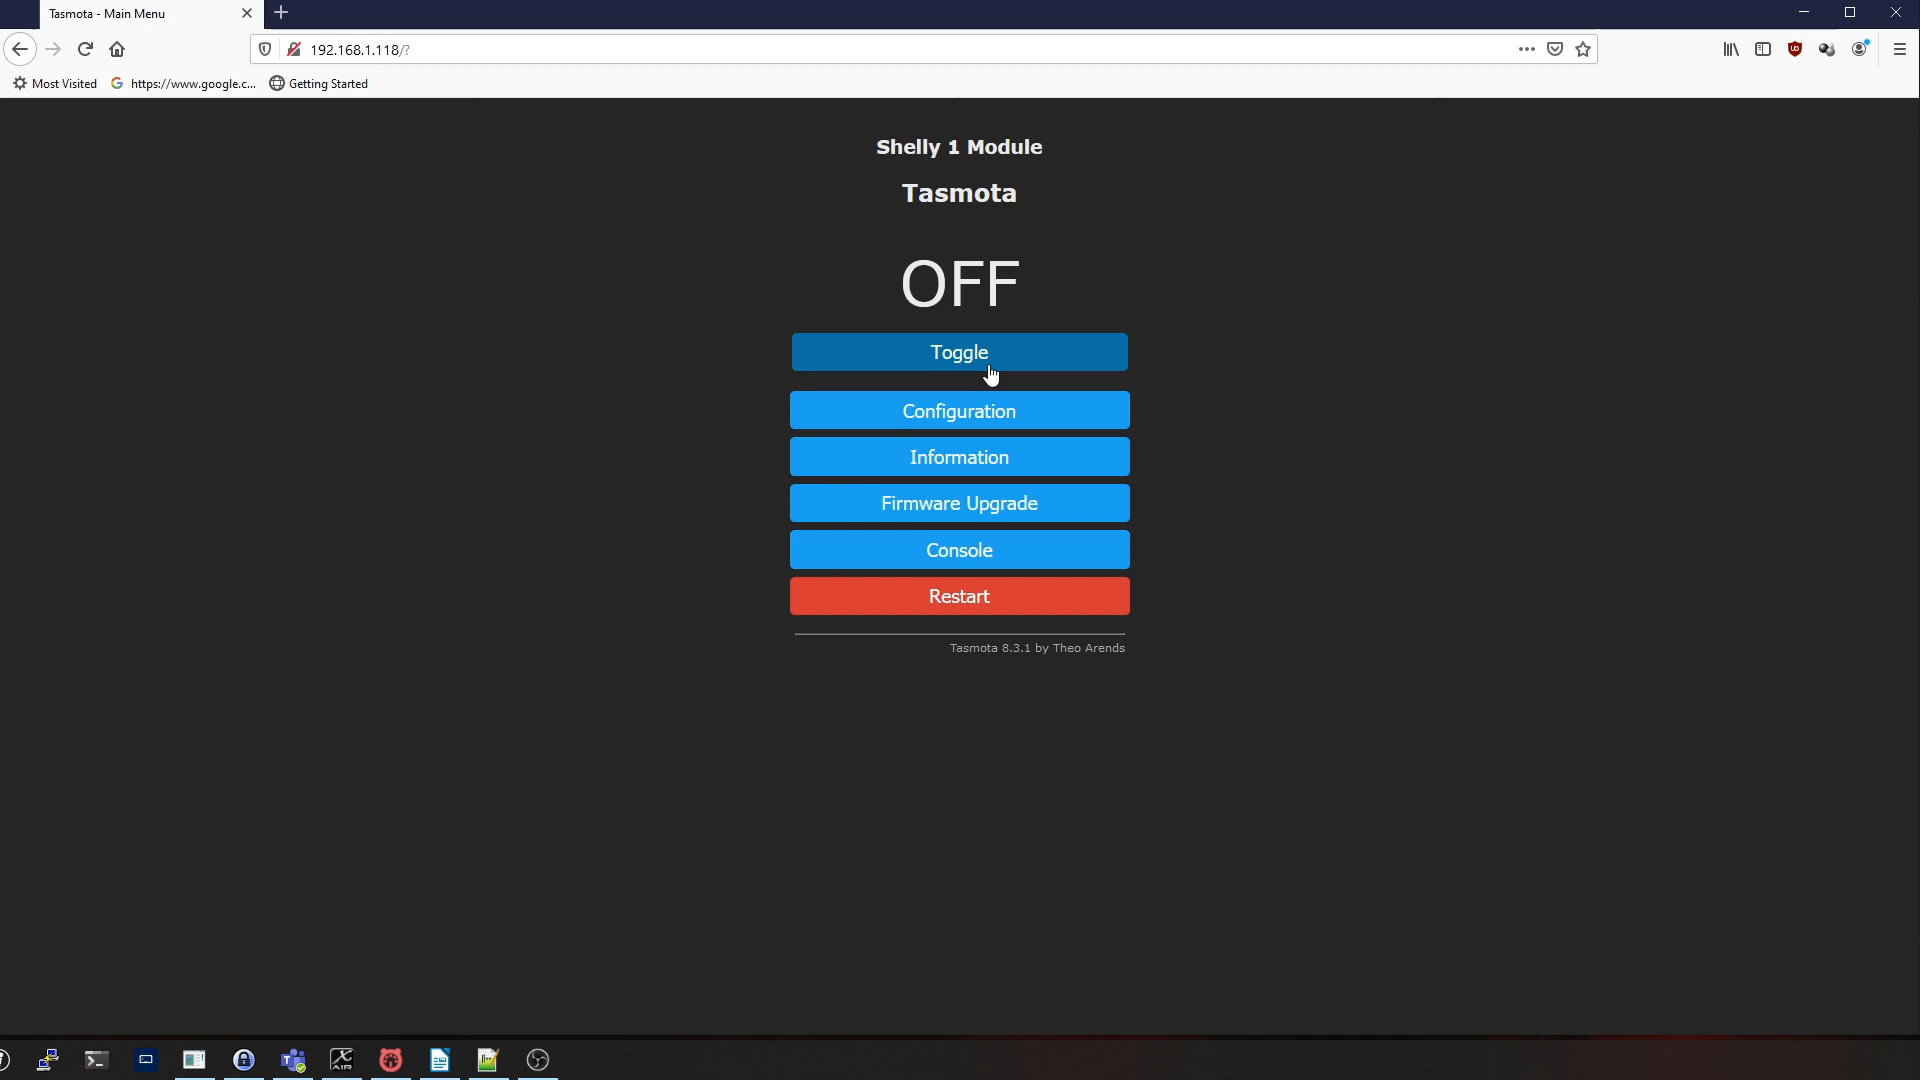 Tasmota - Main Menu
192.168.1.118/?
Most Visited
https://www.google.c...
Getting Started
Shelly 1 Module
Tasmota
OFF
Toggle
Configuration
Information
Firmware Upgrade
Console
Restart
Tasmota 8.3.1 by Theo Arends
X
AIR